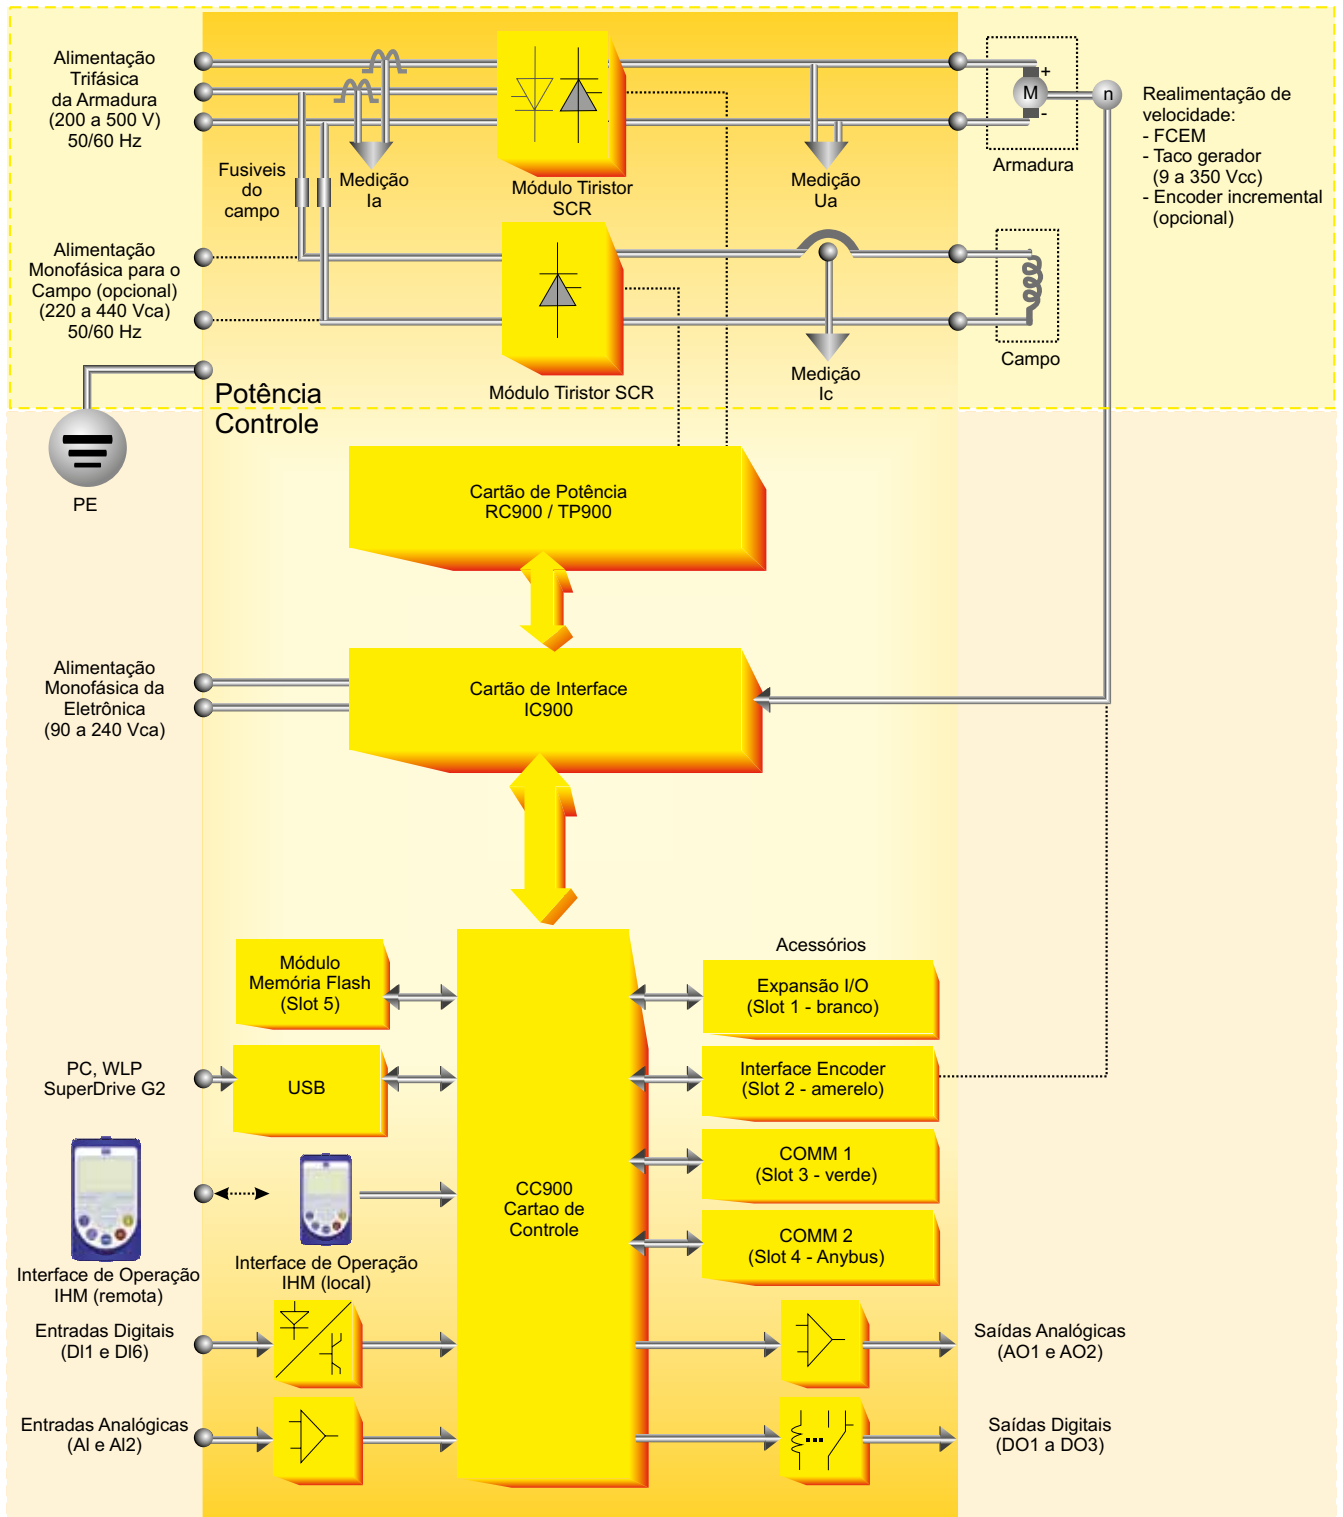 Alimentação
Trifásica
da Armadura
(200 a 500 V)
50/60 Hz
Fusiveis
do
campo
Medição
Ia
Módulo Tiristor
SCR
Medição
Ua
+
M
-
n
Armadura
Realimentação de
velocidade:
- FCEM
- Taco gerador
(9 a 350 Vcc)
- Encoder incremental
(opcional)
Alimentação
Monofásica para o
Campo (opcional)
(220 a 440 Vca)
50/60 Hz
Módulo Tiristor SCR
Medição
Ic
Campo
Potência
Controle
PE
Cartão de Potência
RC900 / TP900
Alimentação
Monofásica da
Eletrônica
(90 a 240 Vca)
Cartão de Interface
IC900
Módulo
Memória Flash
(Slot 5)
Acessórios
Expansão I/O
(Slot 1 - branco)
PC, WLP
SuperDrive G2
USB
Interface Encoder
(Slot 2 - amerelo)
COMM 1
(Slot 3 - verde)
CC900
Cartao de
Controle
COMM 2
(Slot 4 - Anybus)
Interface de Operação
IHM (remota)
Interface de Operação
IHM (local)
Entradas Digitais
(DI1 e DI6)
Saídas Analógicas
(AO1 e AO2)
Entradas Analógicas
(AI e AI2)
Saídas Digitais
(DO1 a DO3)